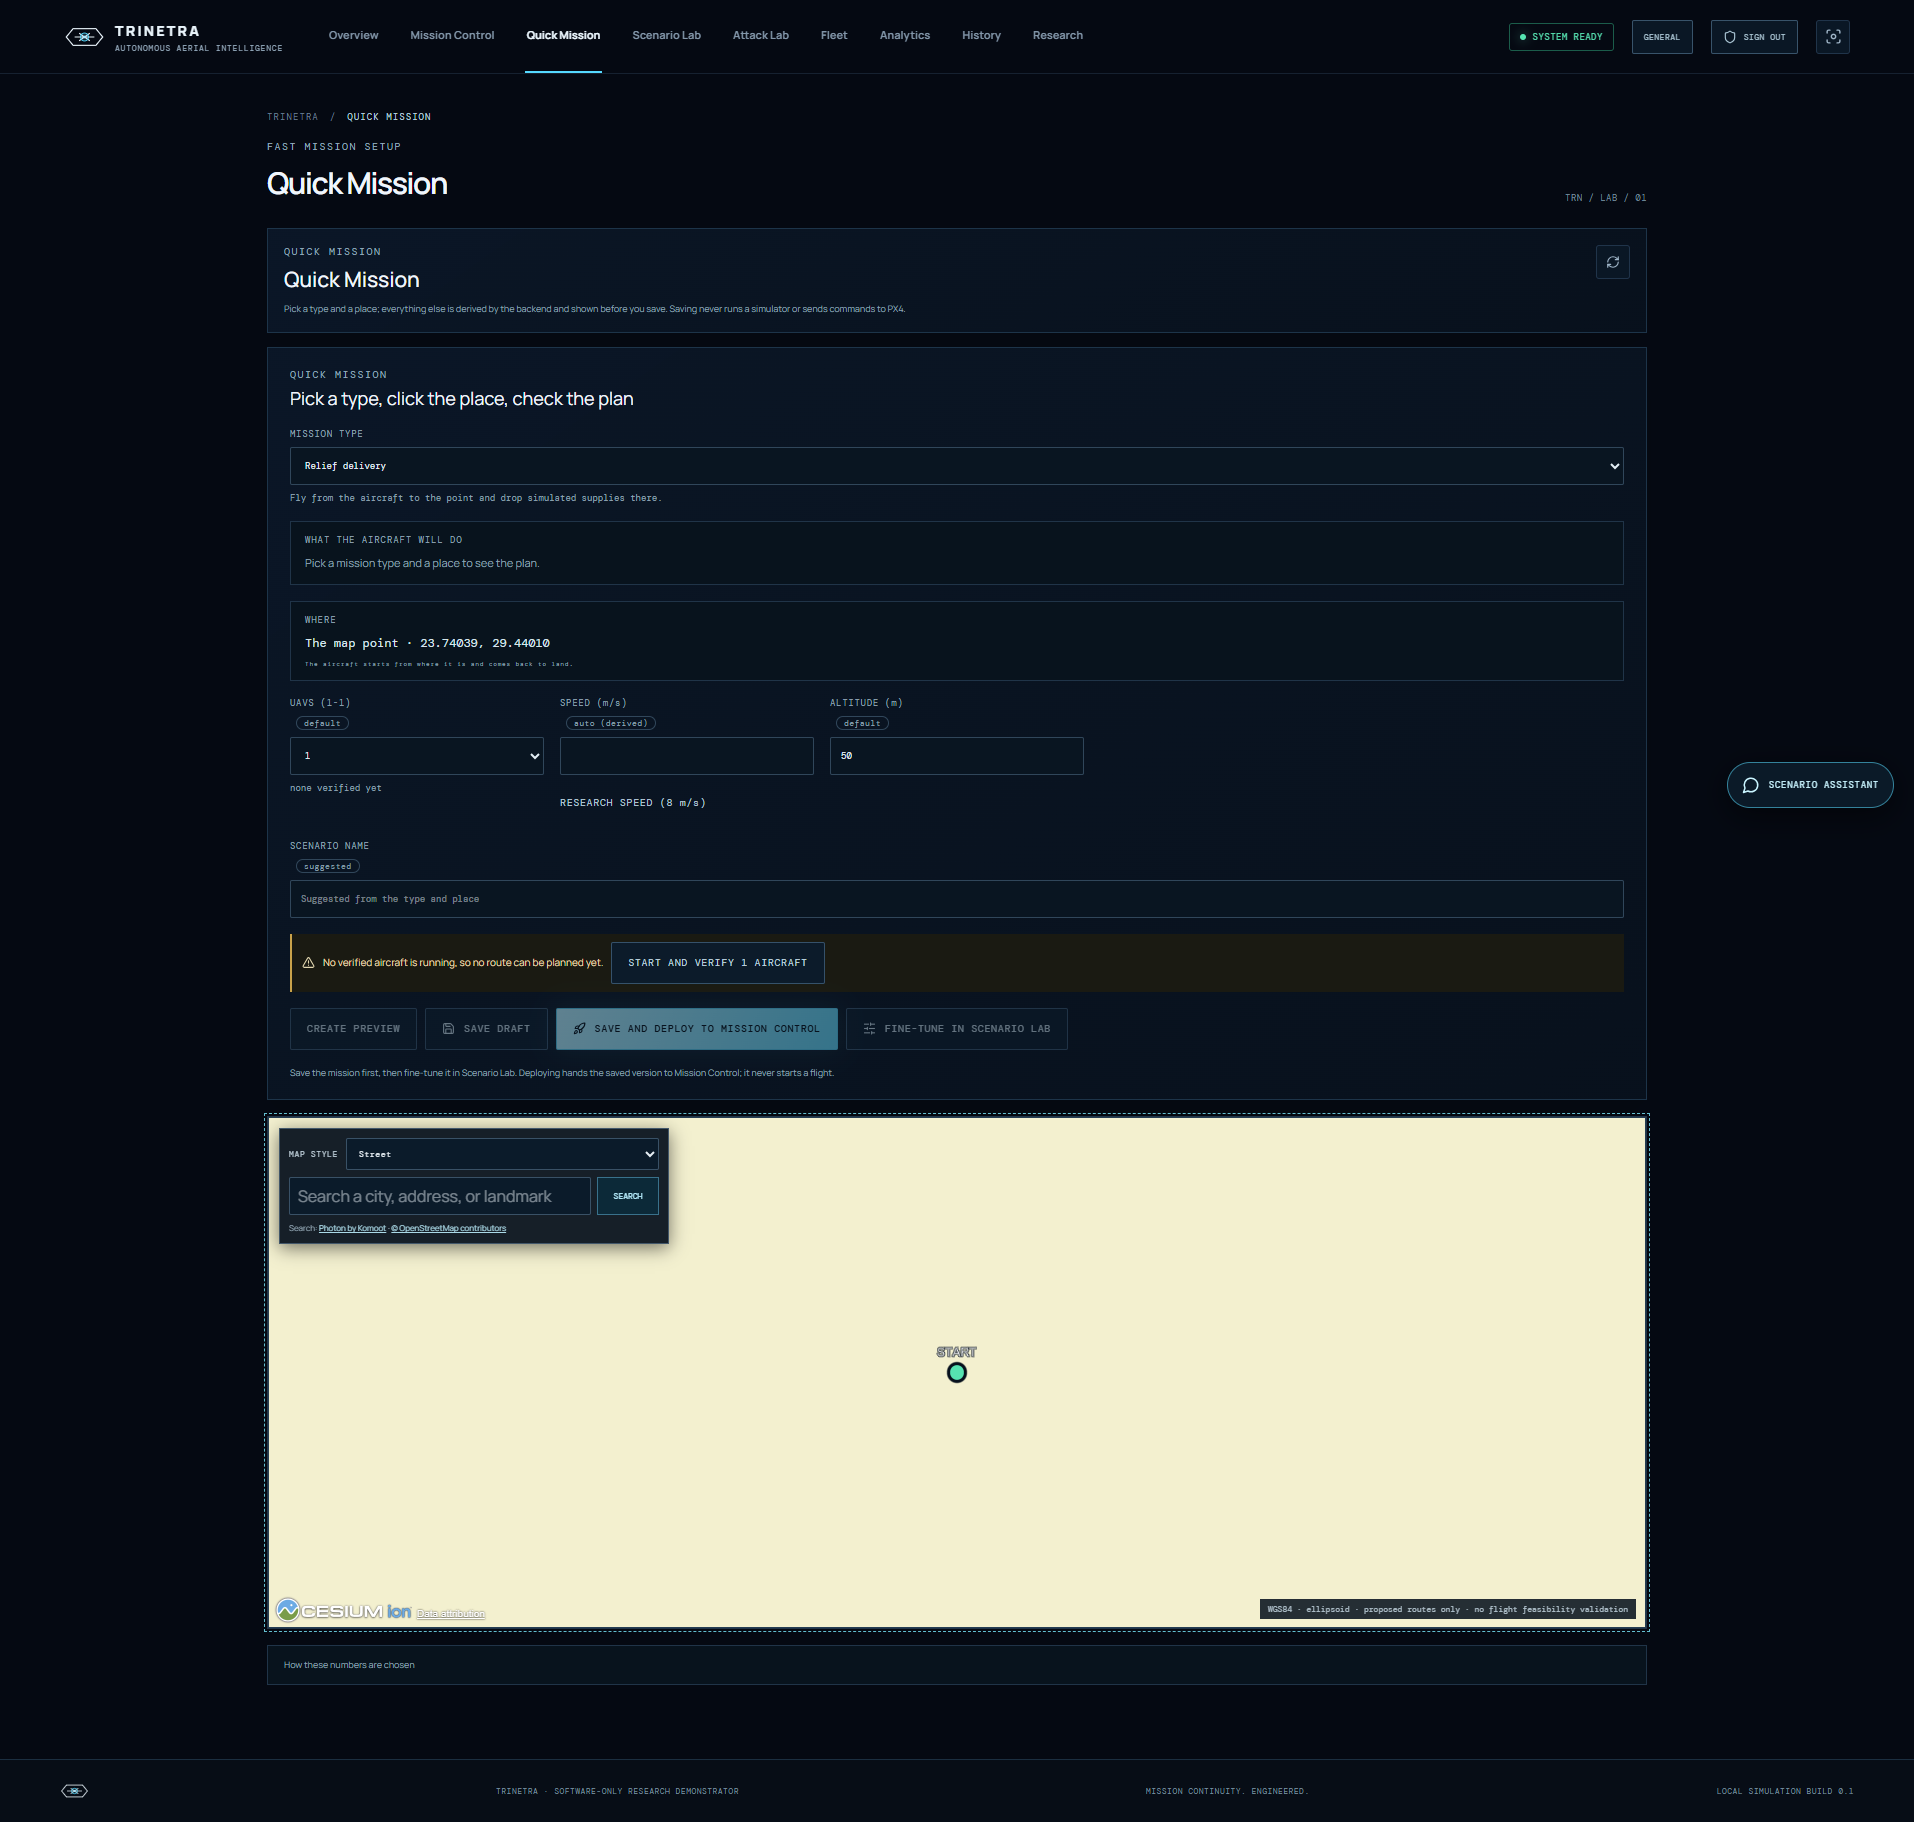 TRINETRA
AUTONOMOUS AERIAL INTELLIGENCE
Overview
Mission Control
Quick Mission
Scenario Lab
Attack Lab
Fleet
Analytics
History
Research
SYSTEM READY
GENERAL
SIGN OUT
TRINETRA / QUICK MISSION
FAST MISSION SETUP
Quick Mission
TRN / LAB / 01
QUICK MISSION
Quick Mission
Pick a type and a place; everything else is derived by the backend and shown before you save. Saving never runs a simulator or sends commands to PX4.
QUICK MISSION
Pick a type, click the place, check the plan
MISSION TYPE
Relief delivery
Fly from the aircraft to the point and drop simulated supplies there.
WHAT THE AIRCRAFT WILL DO
Pick a mission type and a place to see the plan.
WHERE
The map point · 23.74039, 29.44010
The aircraft starts from where it is and comes back to land.
UAVS (1-1)
default
1
none verified yet
SPEED (m/s)
auto (derived)
RESEARCH SPEED (8 m/s)
ALTITUDE (m)
default
50
SCENARIO NAME
suggested
Suggested from the type and place
No verified aircraft is running, so no route can be planned yet.
START AND VERIFY 1 AIRCRAFT
CREATE PREVIEW
SAVE DRAFT
SAVE AND DEPLOY TO MISSION CONTROL
FINE-TUNE IN SCENARIO LAB
Save the mission first, then fine-tune it in Scenario Lab. Deploying hands the saved version to Mission Control; it never starts a flight.
SCENARIO ASSISTANT
MAP STYLE
Street
Search a city, address, or landmark
SEARCH
Search: Photon by Komoot · © OpenStreetMap contributors
START
CESIUM ion
Data attribution
WGS84 · ellipsoid · proposed routes only · no flight feasibility validation
How these numbers are chosen
TRINETRA · SOFTWARE-ONLY RESEARCH DEMONSTRATOR
MISSION CONTINUITY. ENGINEERED.
LOCAL SIMULATION BUILD 0.1